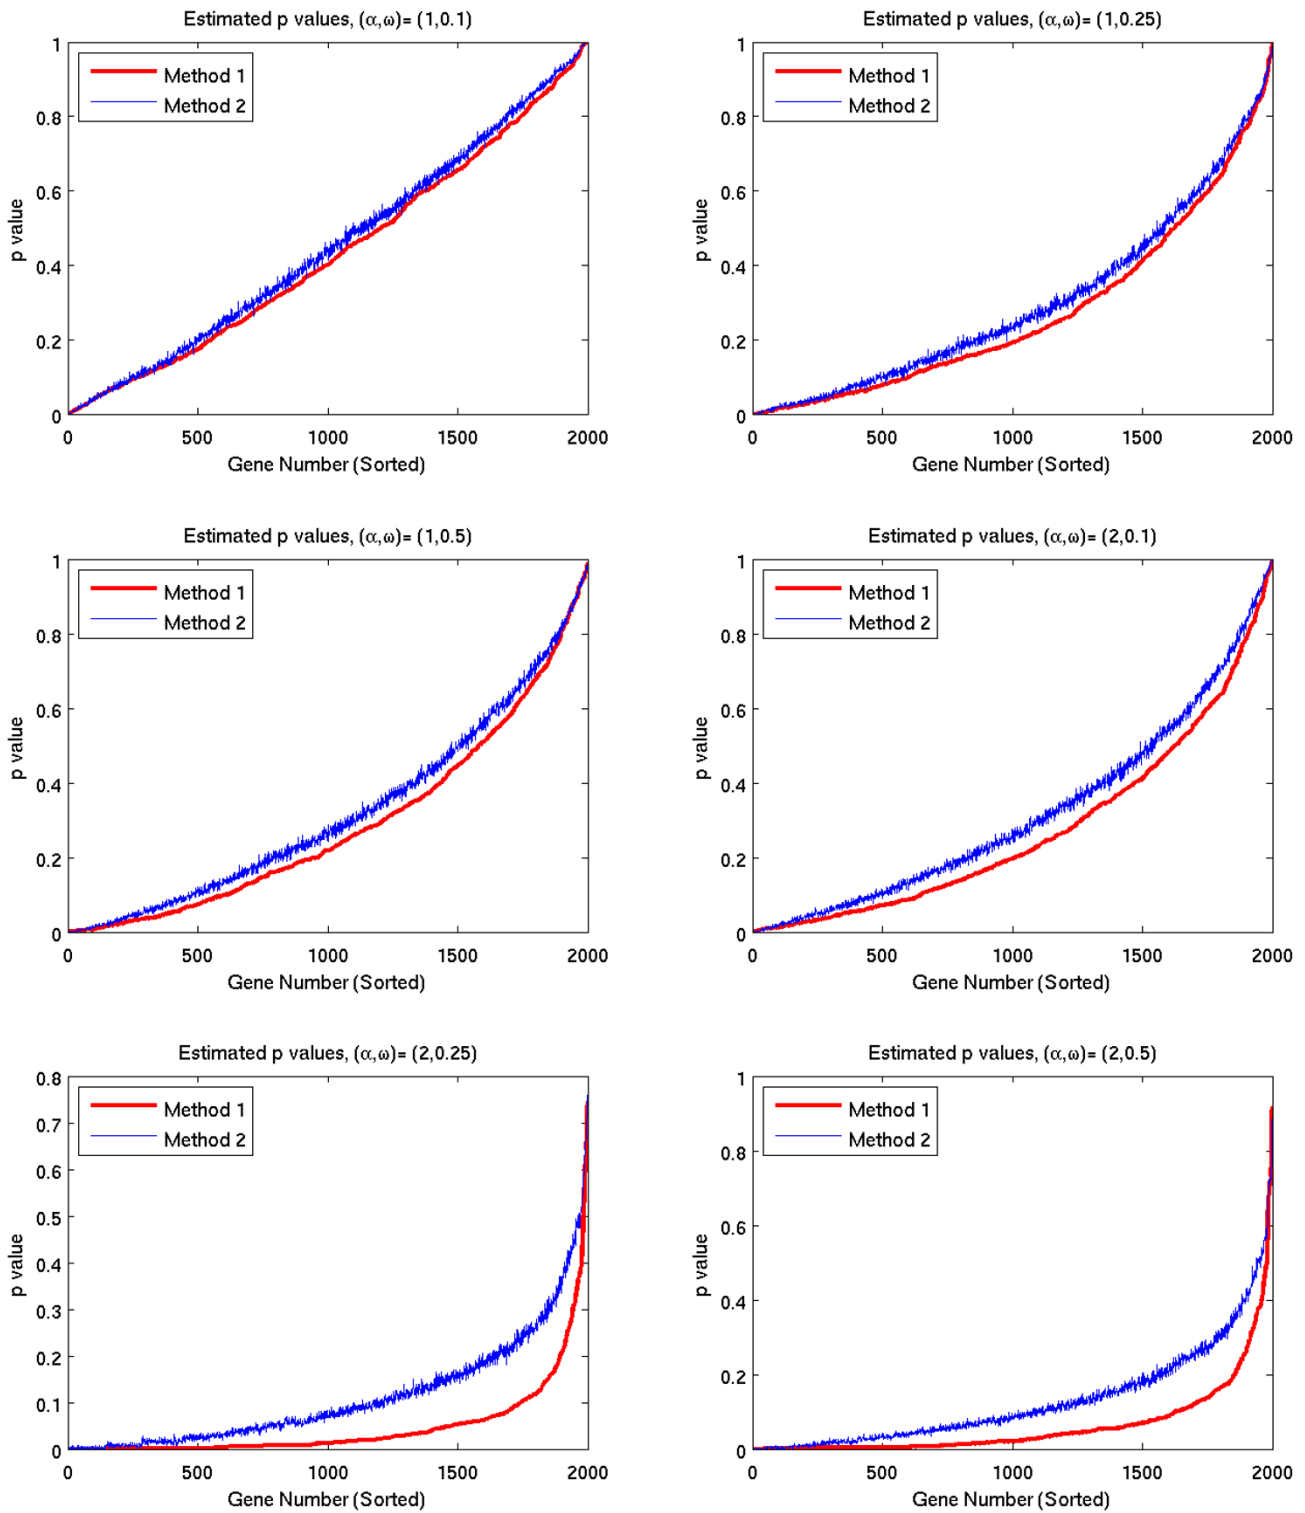 Estimated p values, (α,ω)= (1,0.1)
1
0.8
0.6
0.4
0.2
0
p value
Method 1
Method 2
0 500 1000 1500 2000
Gene Number (Sorted)
Estimated p values, (α,ω)= (1,0.25)
1
0.8
0.6
0.4
0.2
0
p value
Method 1
Method 2
0 500 1000 1500 2000
Gene Number (Sorted)
Estimated p values, (α,ω)= (1,0.5)
1
0.8
0.6
0.4
0.2
0
p value
Method 1
Method 2
0 500 1000 1500 2000
Gene Number (Sorted)
Estimated p values, (α,ω)= (2,0.1)
1
0.8
0.6
0.4
0.2
0
p value
Method 1
Method 2
0 500 1000 1500 2000
Gene Number (Sorted)
Estimated p values, (α,ω)= (2,0.25)
0.8
0.7
0.6
0.5
0.4
0.3
0.2
0.1
0
p value
Method 1
Method 2
0 500 1000 1500 2000
Gene Number (Sorted)
Estimated p values, (α,ω)= (2,0.5)
1
0.8
0.6
0.4
0.2
0
p value
Method 1
Method 2
0 500 1000 1500 2000
Gene Number (Sorted)